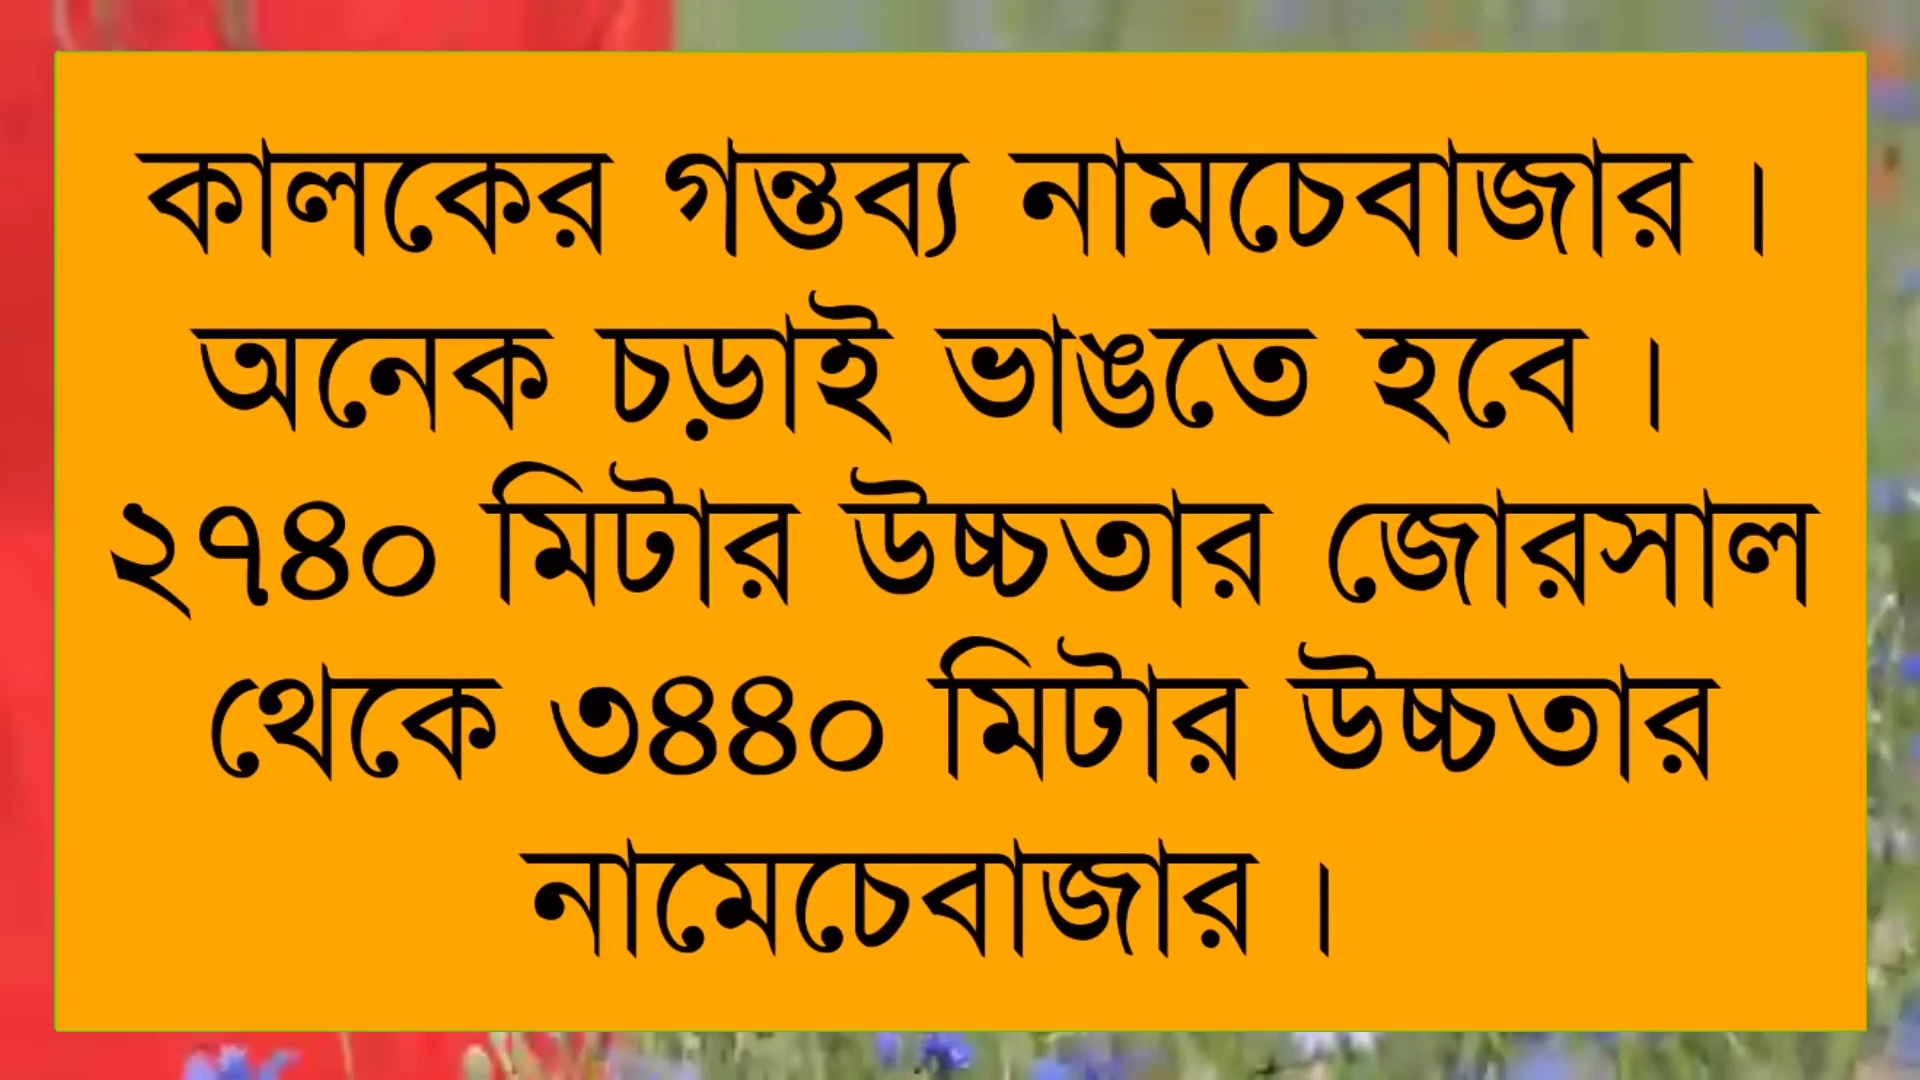 কালকের গন্তব্য নামচেবাজার ।
অনেক চড়াই ভাঙতে হবে ।
২৭৪০ মিটার উচ্চতার জোরসাল
থেকে ৩৪৪০ মিটার উচ্চতার
নামেচেবাজার ।